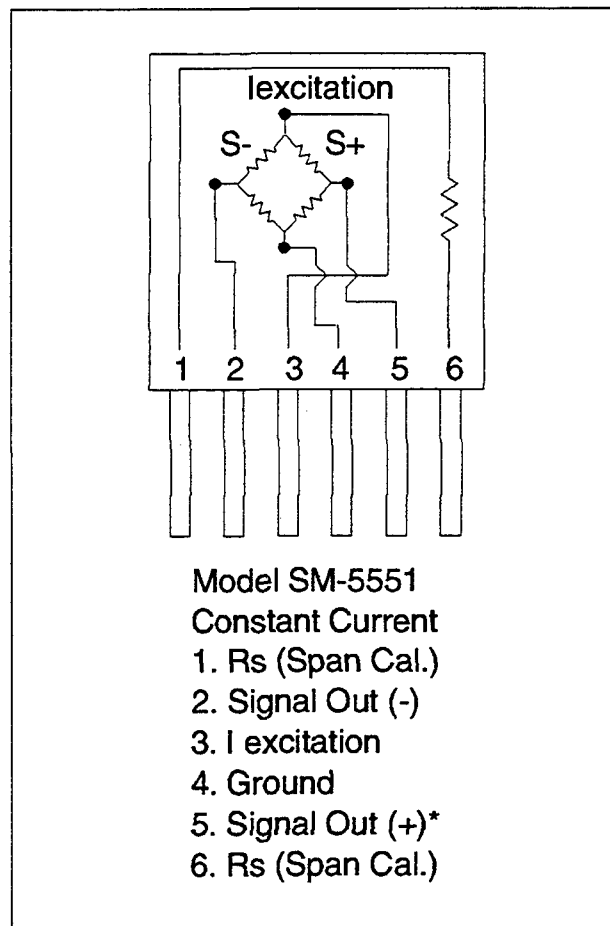 Iexcitation
S- S+
1 2 3 4 5 6
Model SM-5551
Constant Current
1. Rs (Span Cal.)
2. Signal Out (-)
3. I excitation
4. Ground
5. Signal Out (+)*
6. Rs (Span Cal.)